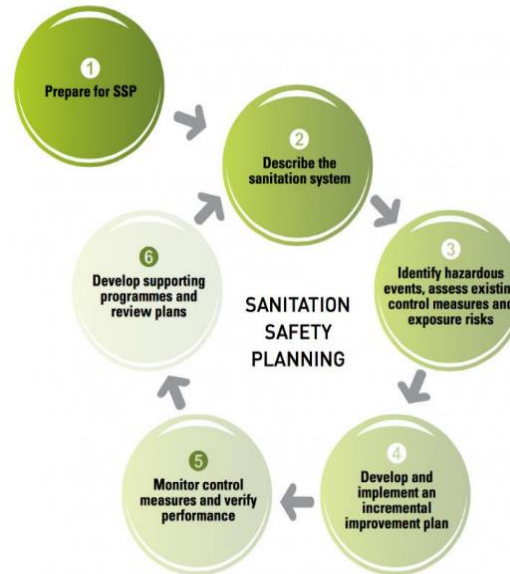 1
Prepare for SSP
2
Describe the
sanitation system
3
Identify hazardous
events, assess existin
control measures and
exposure risks
4
Develop and
implement an
incremental
improvement plan
5
Monitor control
measures and verify
performance
6
Develop supporting
programmes and
review plans
SANITATION
SAFETY
PLANNING